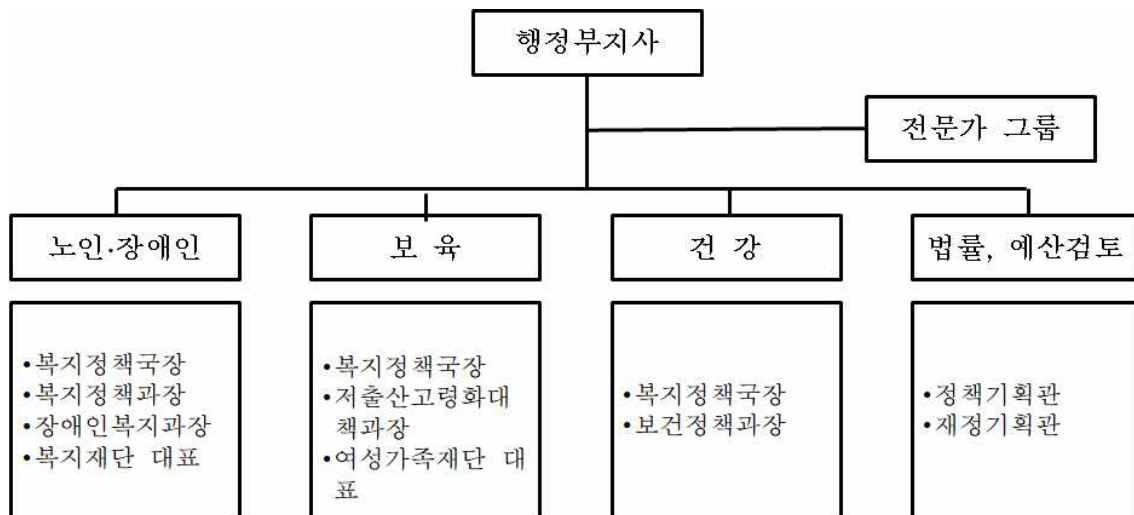 행정부지사
전문가 그룹
노인·장애인
보 육
건 강
법률, 예산검토
•복지정책국장
•복지정책과장
•장애인복지과장
•복지재단 대표
•복지정책국장
•저출산고령화대
책과장
•여성가족재단 대
표
•복지정책국장
•보건정책과장
•정책기획관
•재정기획관